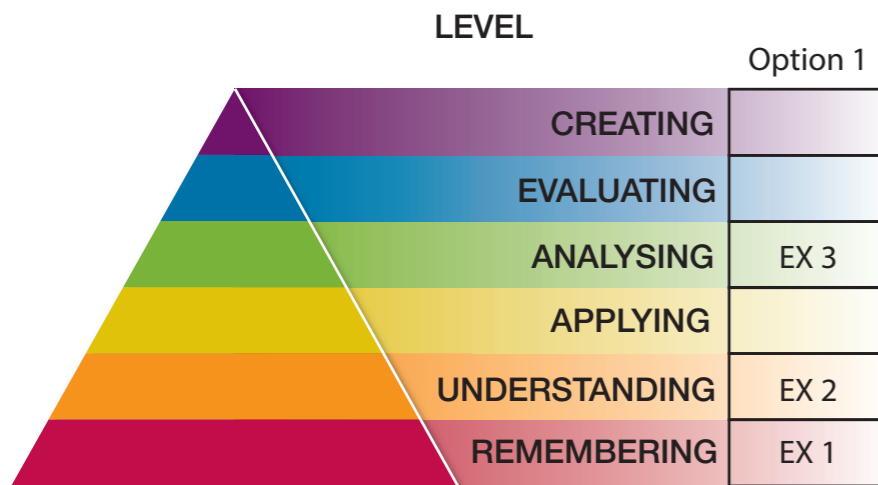 LEVEL
Option 1
CREATING
EVALUATING
ANALYSING EX 3
APPLYING
UNDERSTANDING EX 2
REMEMBERING EX 1